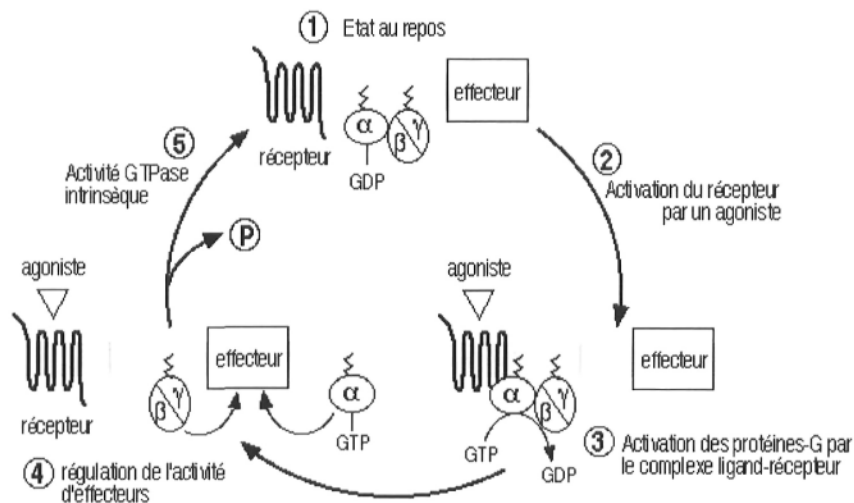 ① Etat au repos
récepteur
α
β
γ
GDP
effecteur
②
Activation du récepteur
par un agoniste
agoniste
α
β
γ
GTP
GDP
effecteur
③ Activation des protéines-G par
le complexe ligand-récepteur
agoniste
récepteur
β
γ
effecteur
α
GTP
④ régulation de l'activité
d'effecteurs
⑤
Activité GTPase
intrinsèque
P